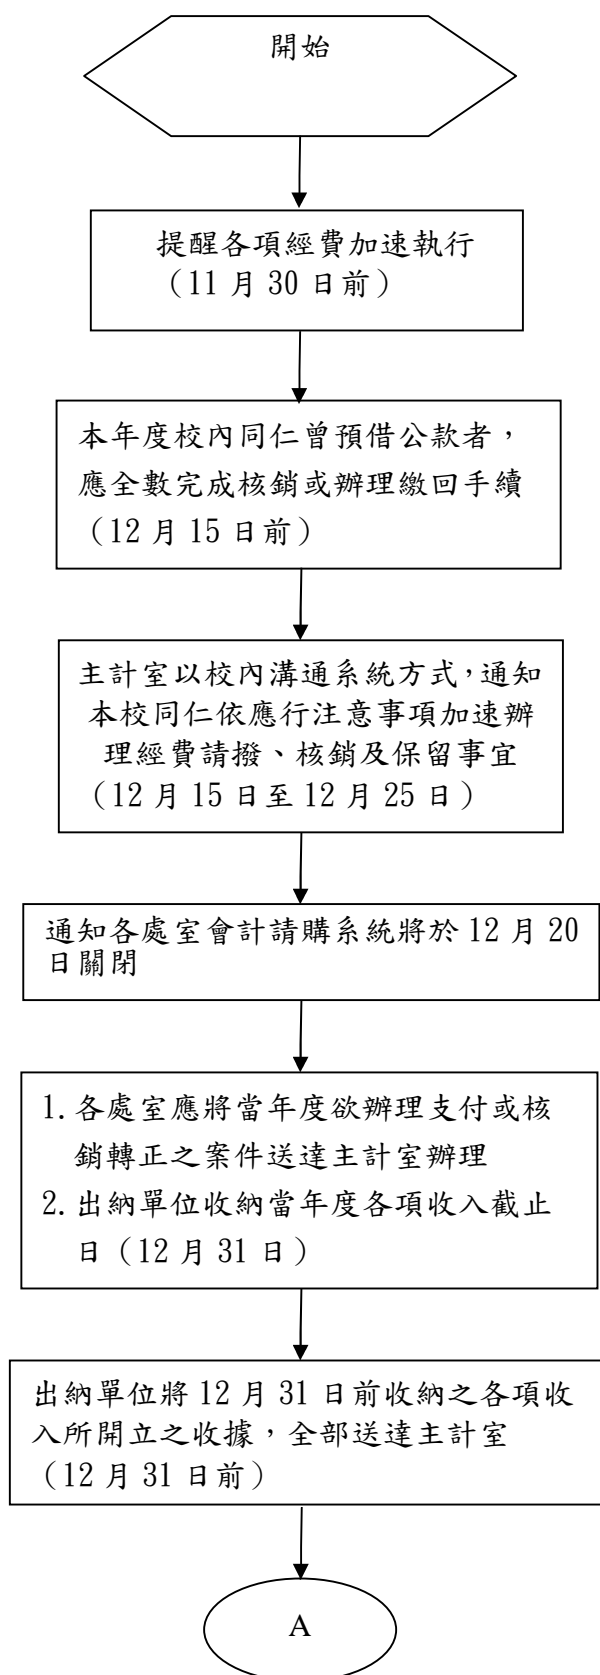 開始
提醒各項經費加速執行
（11 月 30 日前）
本年度校內同仁曾預借公款者，
應全數完成核銷或辦理繳回手續
（12 月 15 日前）
主計室以校內溝通系統方式，通知
本校同仁依應行注意事項加速辦
理經費請撥、核銷及保留事宜
（12 月 15 日至 12 月 25 日）
通知各處室會計請購系統將於 12 月 20
日關閉
1. 各處室應將當年度欲辦理支付或核
銷轉正之案件送達主計室辦理
2. 出納單位收納當年度各項收入截止
日（12 月 31 日）
出納單位將 12 月 31 日前收納之各項收
入所開立之收據，全部送達主計室
（12 月 31 日前）
A